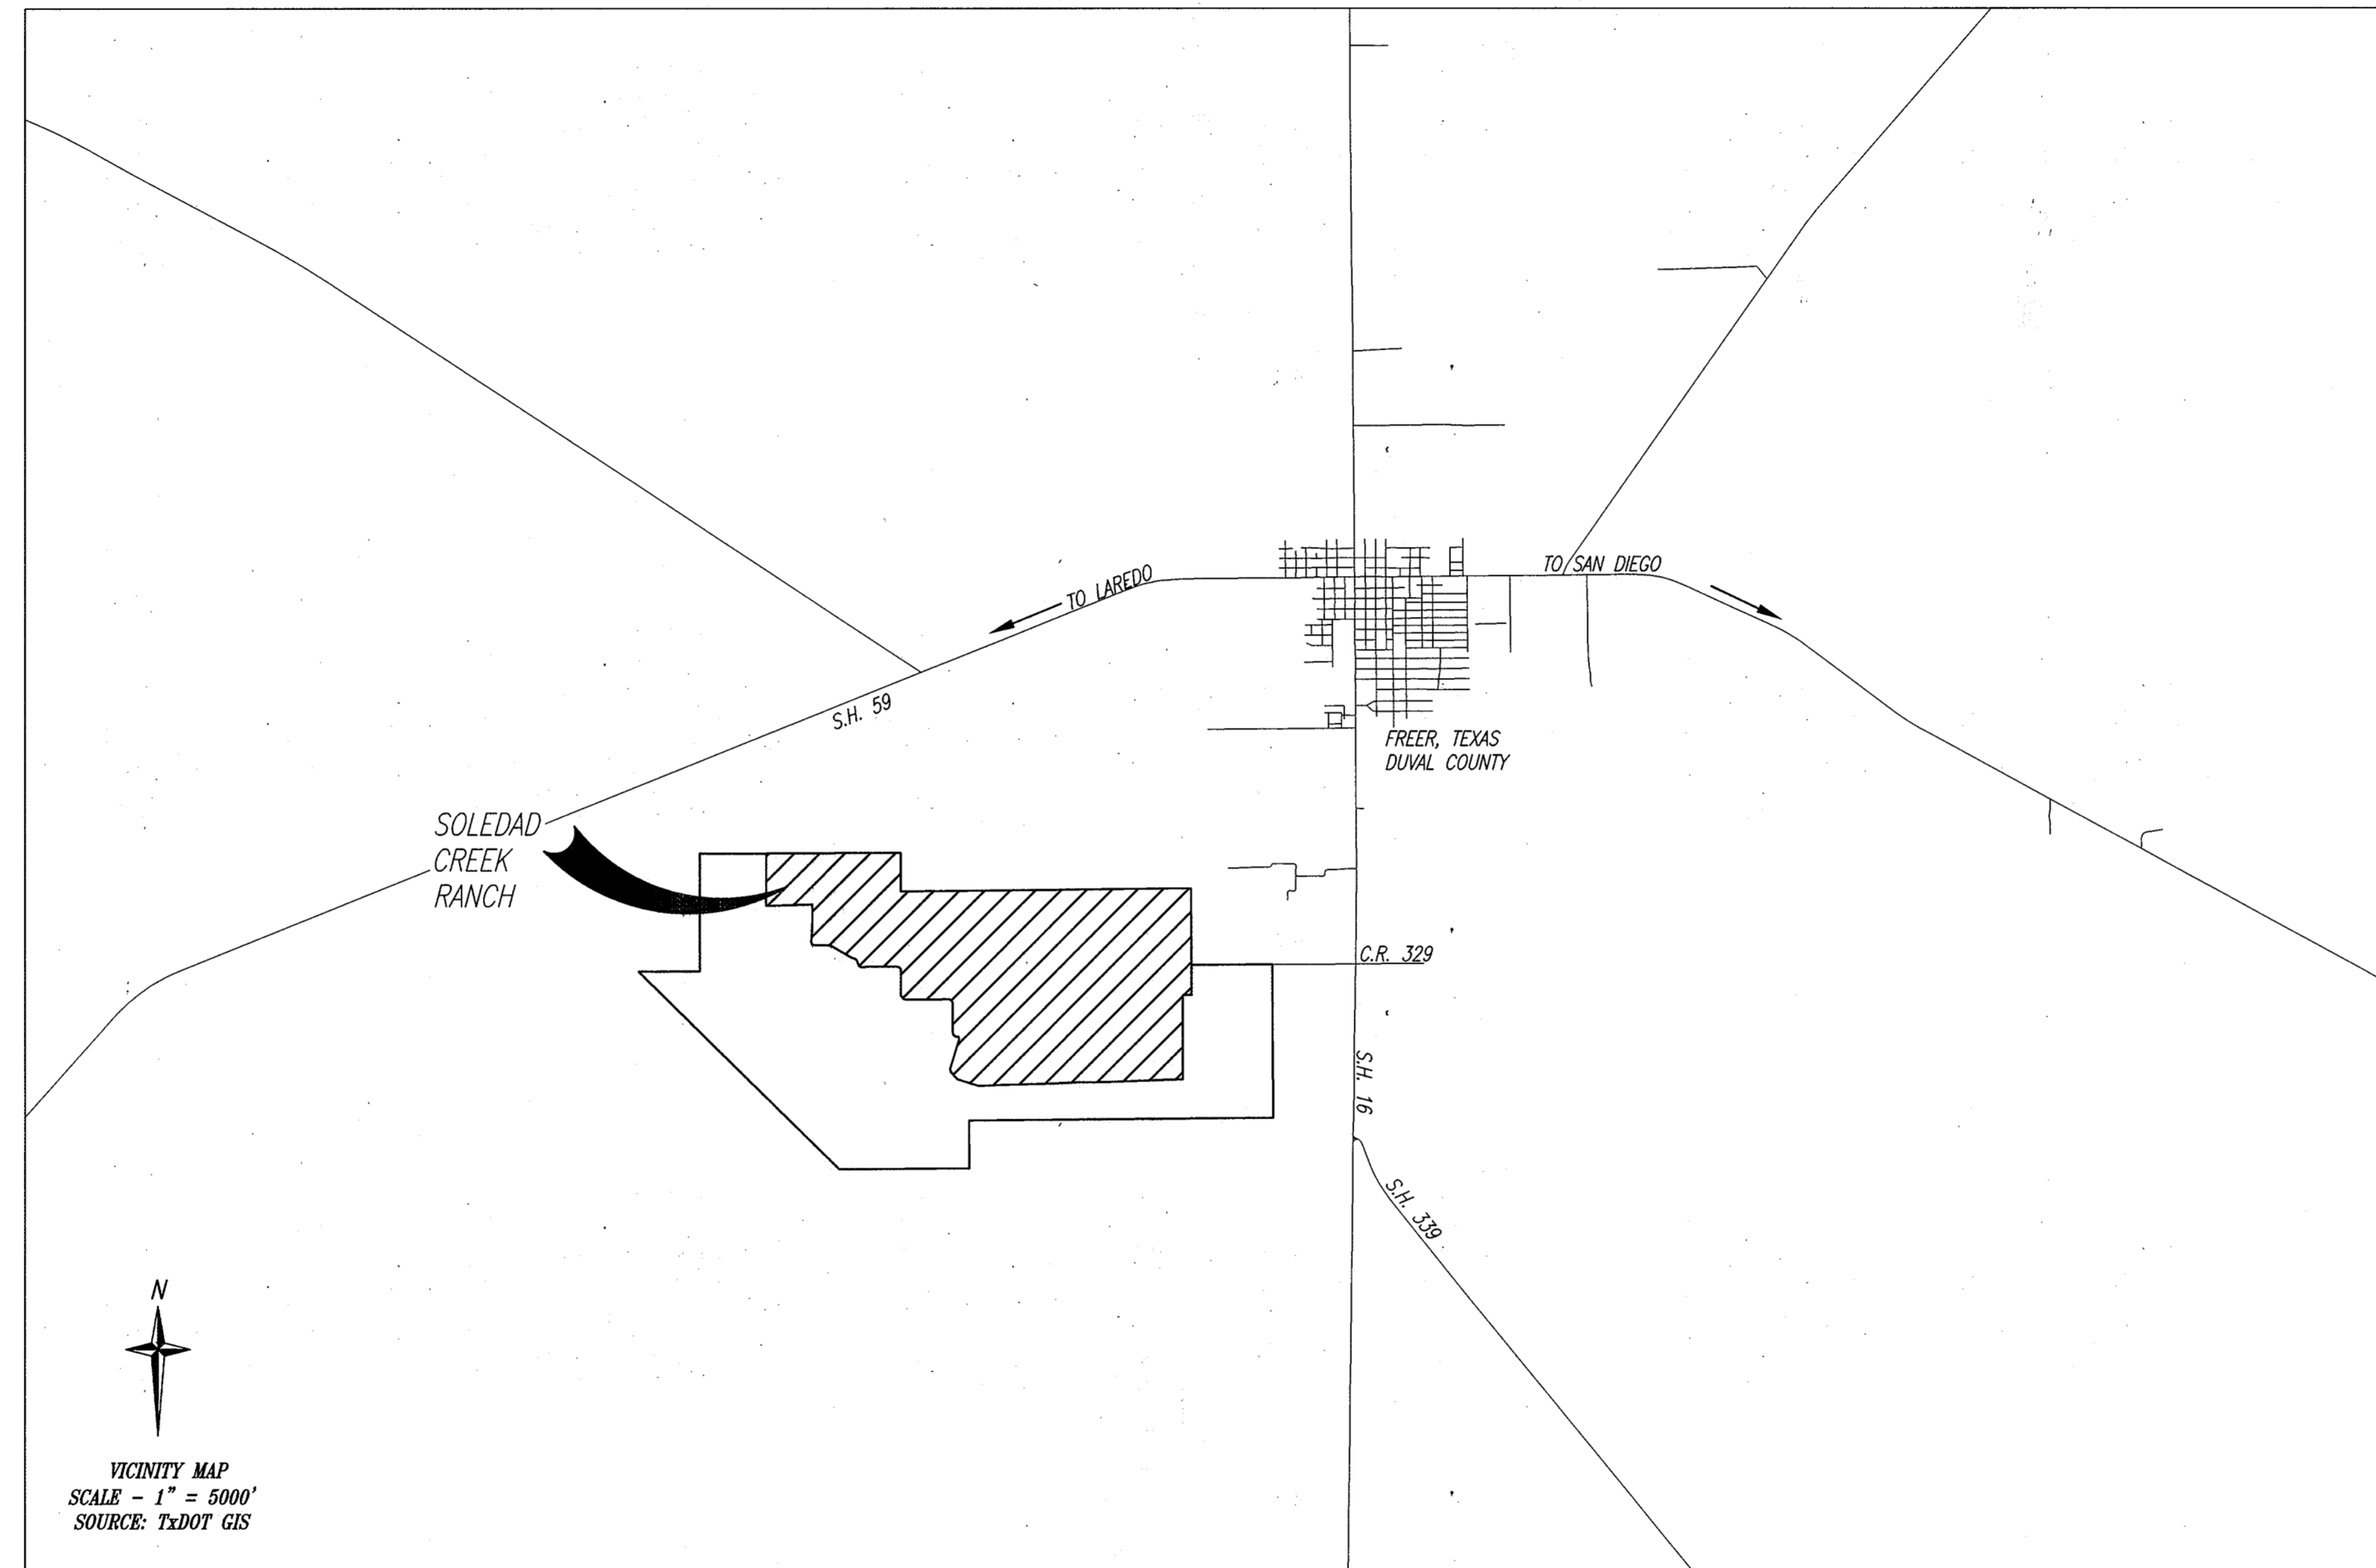 TO SAN DIEGO
TO LAREDO
S.H. 59
FREER, TEXAS
DUVAL COUNTY
SOLEDAD
CREEK
RANCH
C.R. 329
S.H. 16
S.H. 339
N
VICINITY MAP
SCALE - 1" = 5000'
SOURCE: TxDOT GIS